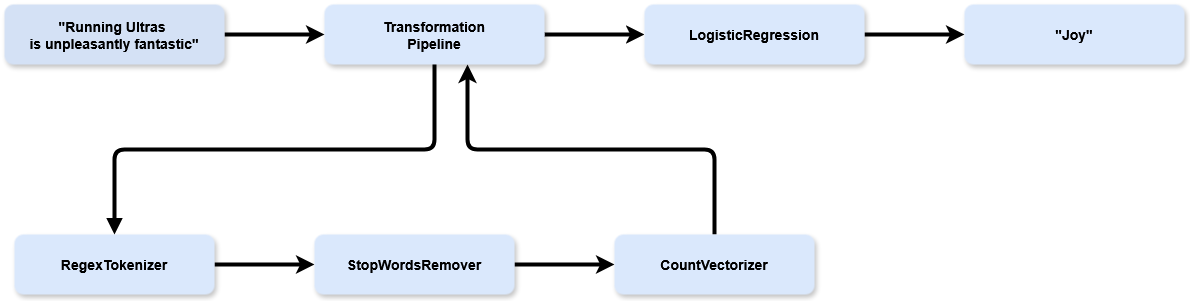 "Running Ultras
is unpleasantly fantastic"
Transformation
Pipeline
LogisticRegression
"Joy"
RegexTokenizer
StopWordsRemover
CountVectorizer